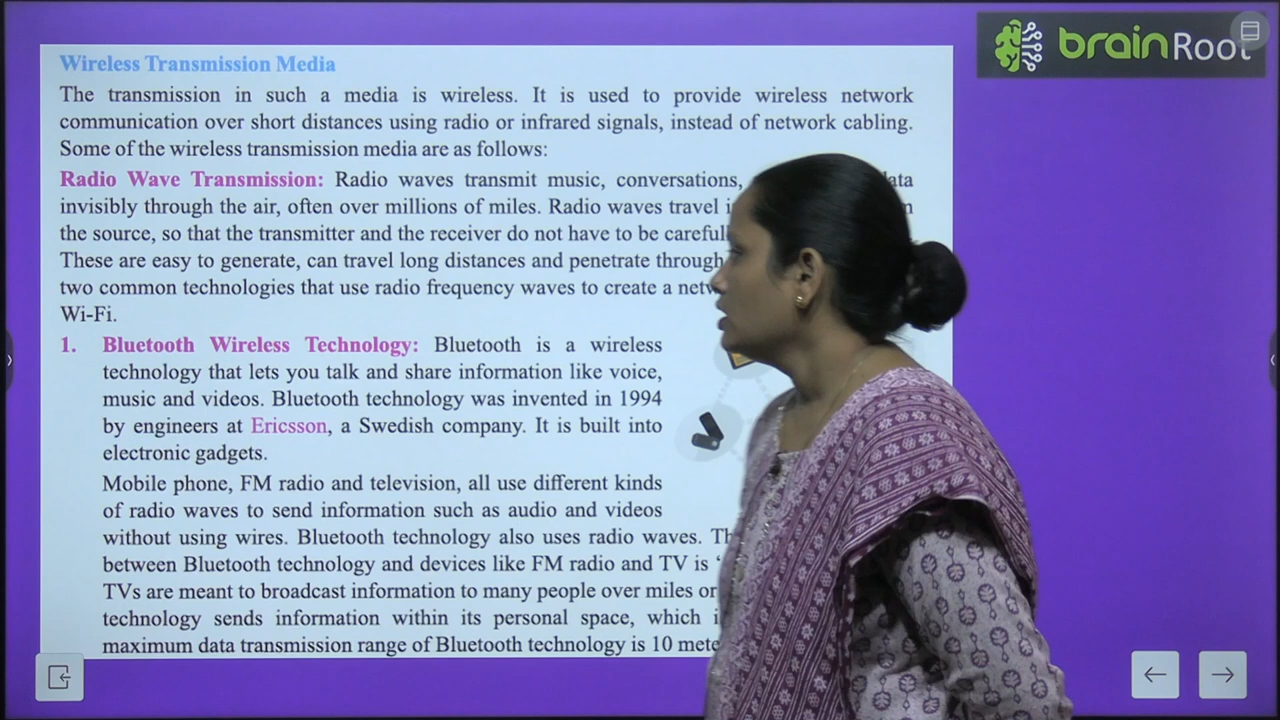 brainRoot
Wireless Transmission Media
The transmission in such a media is wireless. It is used to provide wireless network
communication over short distances using radio or infrared signals, instead of network cabling.
Some of the wireless transmission media are as follows:
Radio Wave Transmission: Radio waves transmit music, conversations,
invisibly through the air, often over millions of miles. Radio waves travel
the source, so that the transmitter and the receiver do not have to be
These are easy to generate, can travel long distances and penetrate through
two common technologies that use radio frequency waves to create a
Wi-Fi.
1. Bluetooth Wireless Technology: Bluetooth is a wireless
technology that lets you talk and share information like voice,
music and videos. Bluetooth technology was invented in 1994
by engineers at Ericsson, a Swedish company. It is built into
electronic gadgets.
Mobile phone, FM radio and television, all use different kinds
of radio waves to send information such as audio and videos
without using wires. Bluetooth technology also uses radio waves.
between Bluetooth technology and devices like FM radio and TV is
TVs are meant to broadcast information to many people over miles or
technology sends information within its personal space, which
maximum data transmission range of Bluetooth technology is 10